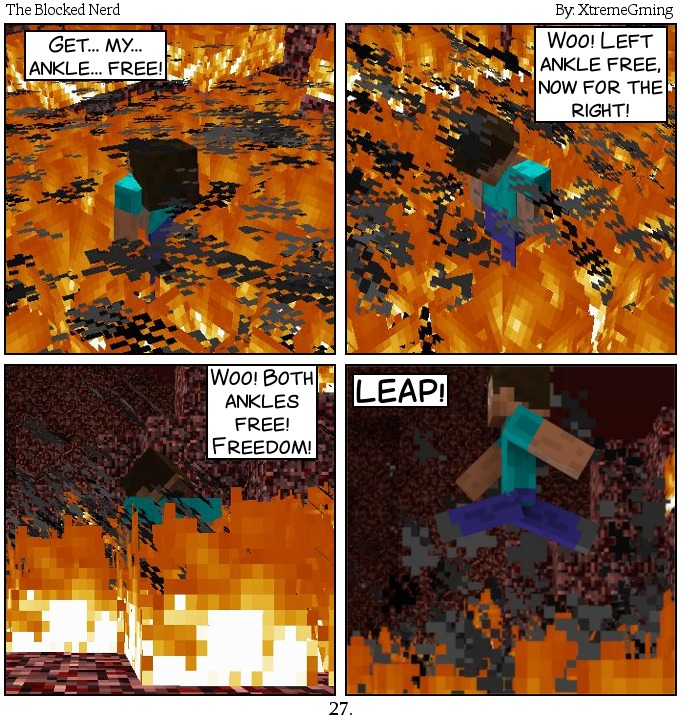 The Blocked Nerd
By: XtremeGming
Get... my...
ankle... free!
Woo! Left
ankle free,
now for the
right!
Woo! Both
ankles
free!
Freedom!
LEAP!
27.